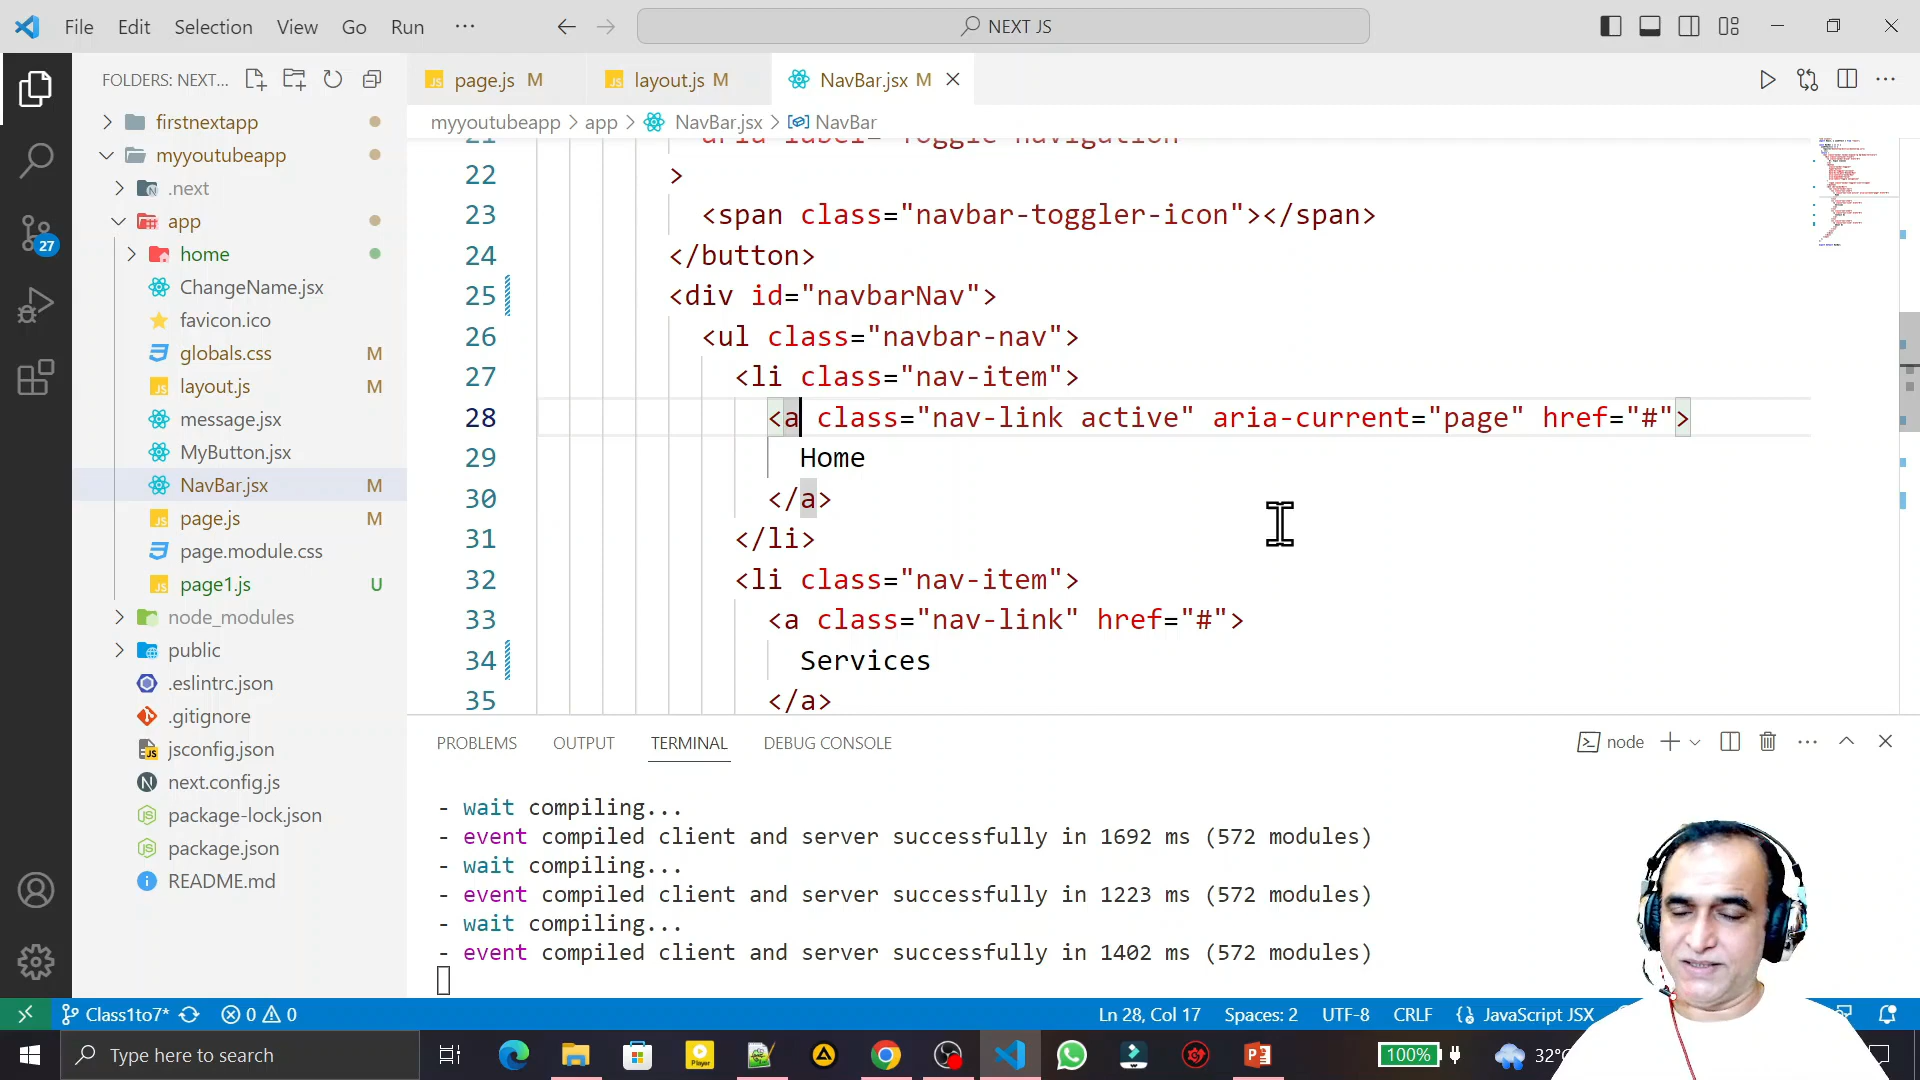 File Edit Selection View Go Run ···
NEXT JS
FOLDERS: NEXT...
page.js M
layout.js M
NavBar.jsx M
firstnextapp
myyoutubeapp
.next
app
home
ChangeName.jsx
favicon.ico
globals.css M
layout.js M
message.jsx
MyButton.jsx
NavBar.jsx M
page.js M
page.module.css
page1.js U
node_modules
public
.eslintrc.json
.gitignore
jsconfig.json
next.config.js
package-lock.json
package.json
README.md
27
myyoutubeapp > app > NavBar.jsx > NavBar
21 aria-label="Toggle navigation"
22 >
23 <span class="navbar-toggler-icon"></span>
24 </button>
25 <div id="navbarNav">
26 <ul class="navbar-nav">
27 <li class="nav-item">
28 <a class="nav-link active" aria-current="page" href="#">
29 Home
30 </a>
31 </li>
32 <li class="nav-item">
33 <a class="nav-link" href="#">
34 Services
35 </a>
PROBLEMS OUTPUT TERMINAL DEBUG CONSOLE
node
- wait compiling...
- event compiled client and server successfully in 1692 ms (572 modules)
- wait compiling...
- event compiled client and server successfully in 1223 ms (572 modules)
- wait compiling...
- event compiled client and server successfully in 1402 ms (572 modules)
Class1to7* 0 0
Ln 28, Col 17 Spaces: 2 UTF-8 CRLF JavaScript JSX
Type here to search
Player
100%
32°C